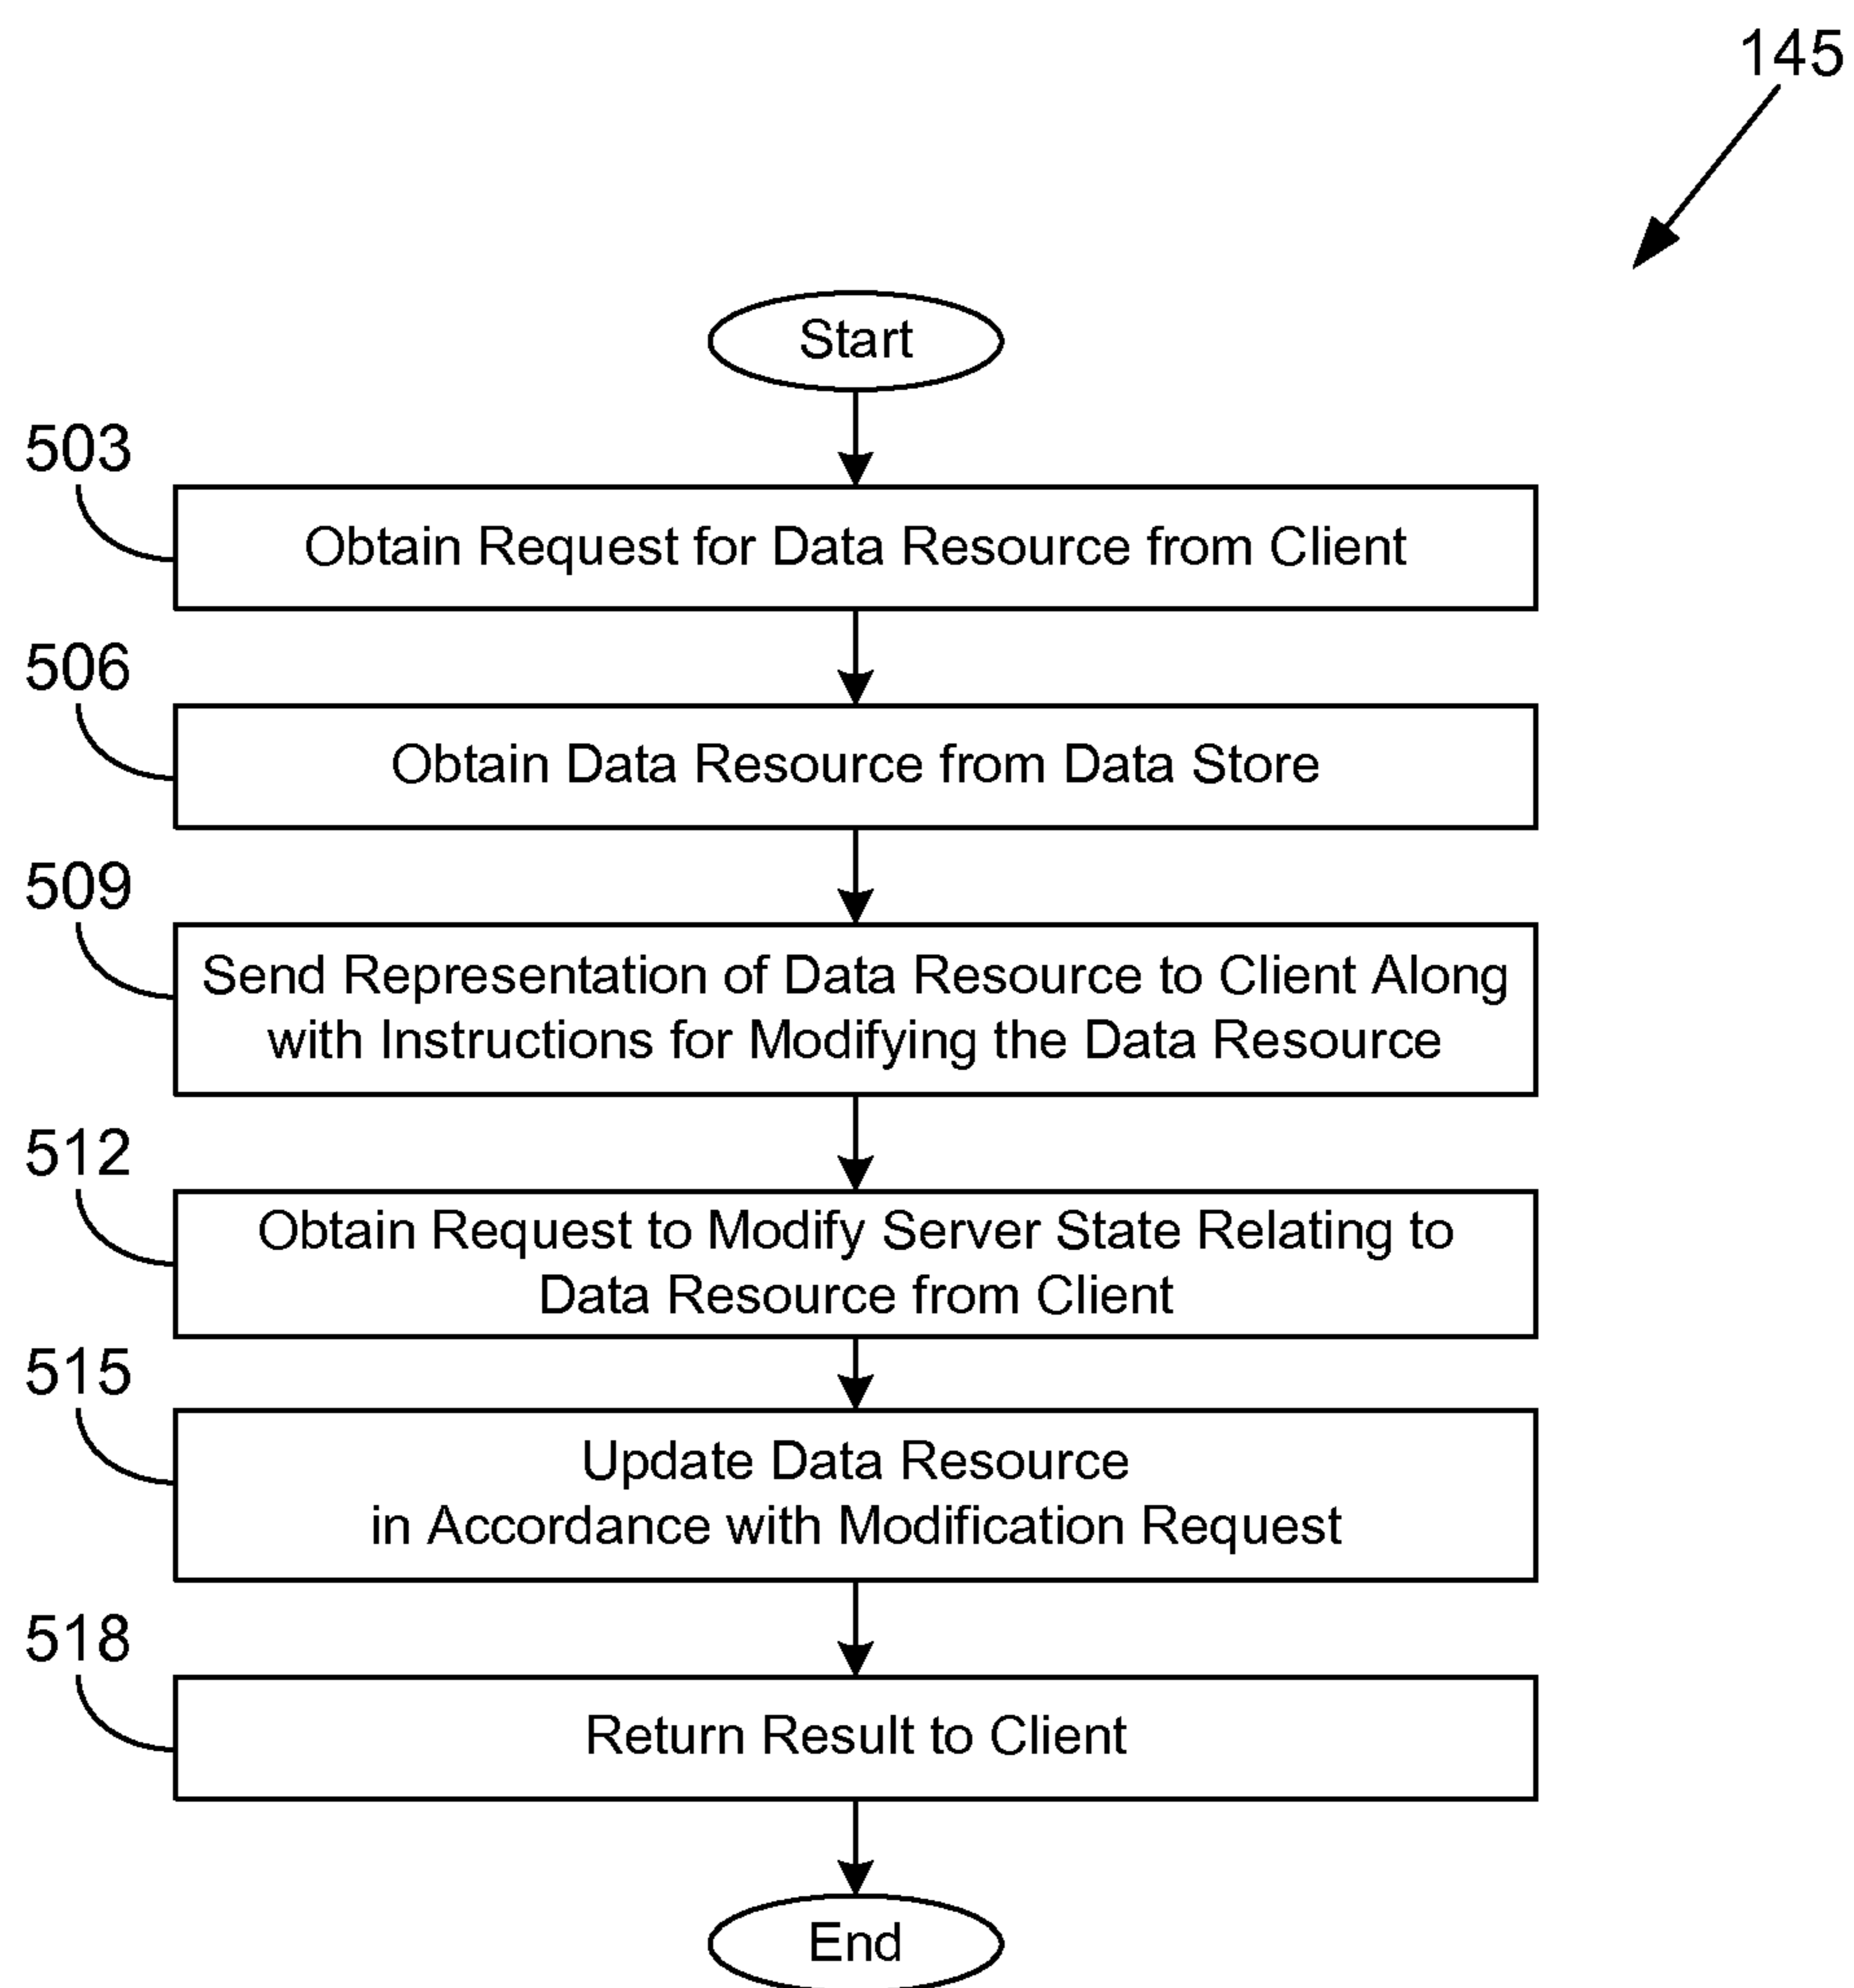 145
Start
503
Obtain Request for Data Resource from Client
506
Obtain Data Resource from Data Store
509
Send Representation of Data Resource to Client Along
with Instructions for Modifying the Data Resource
512
Obtain Request to Modify Server State Relating to
Data Resource from Client
515
Update Data Resource
in Accordance with Modification Request
518
Return Result to Client
End